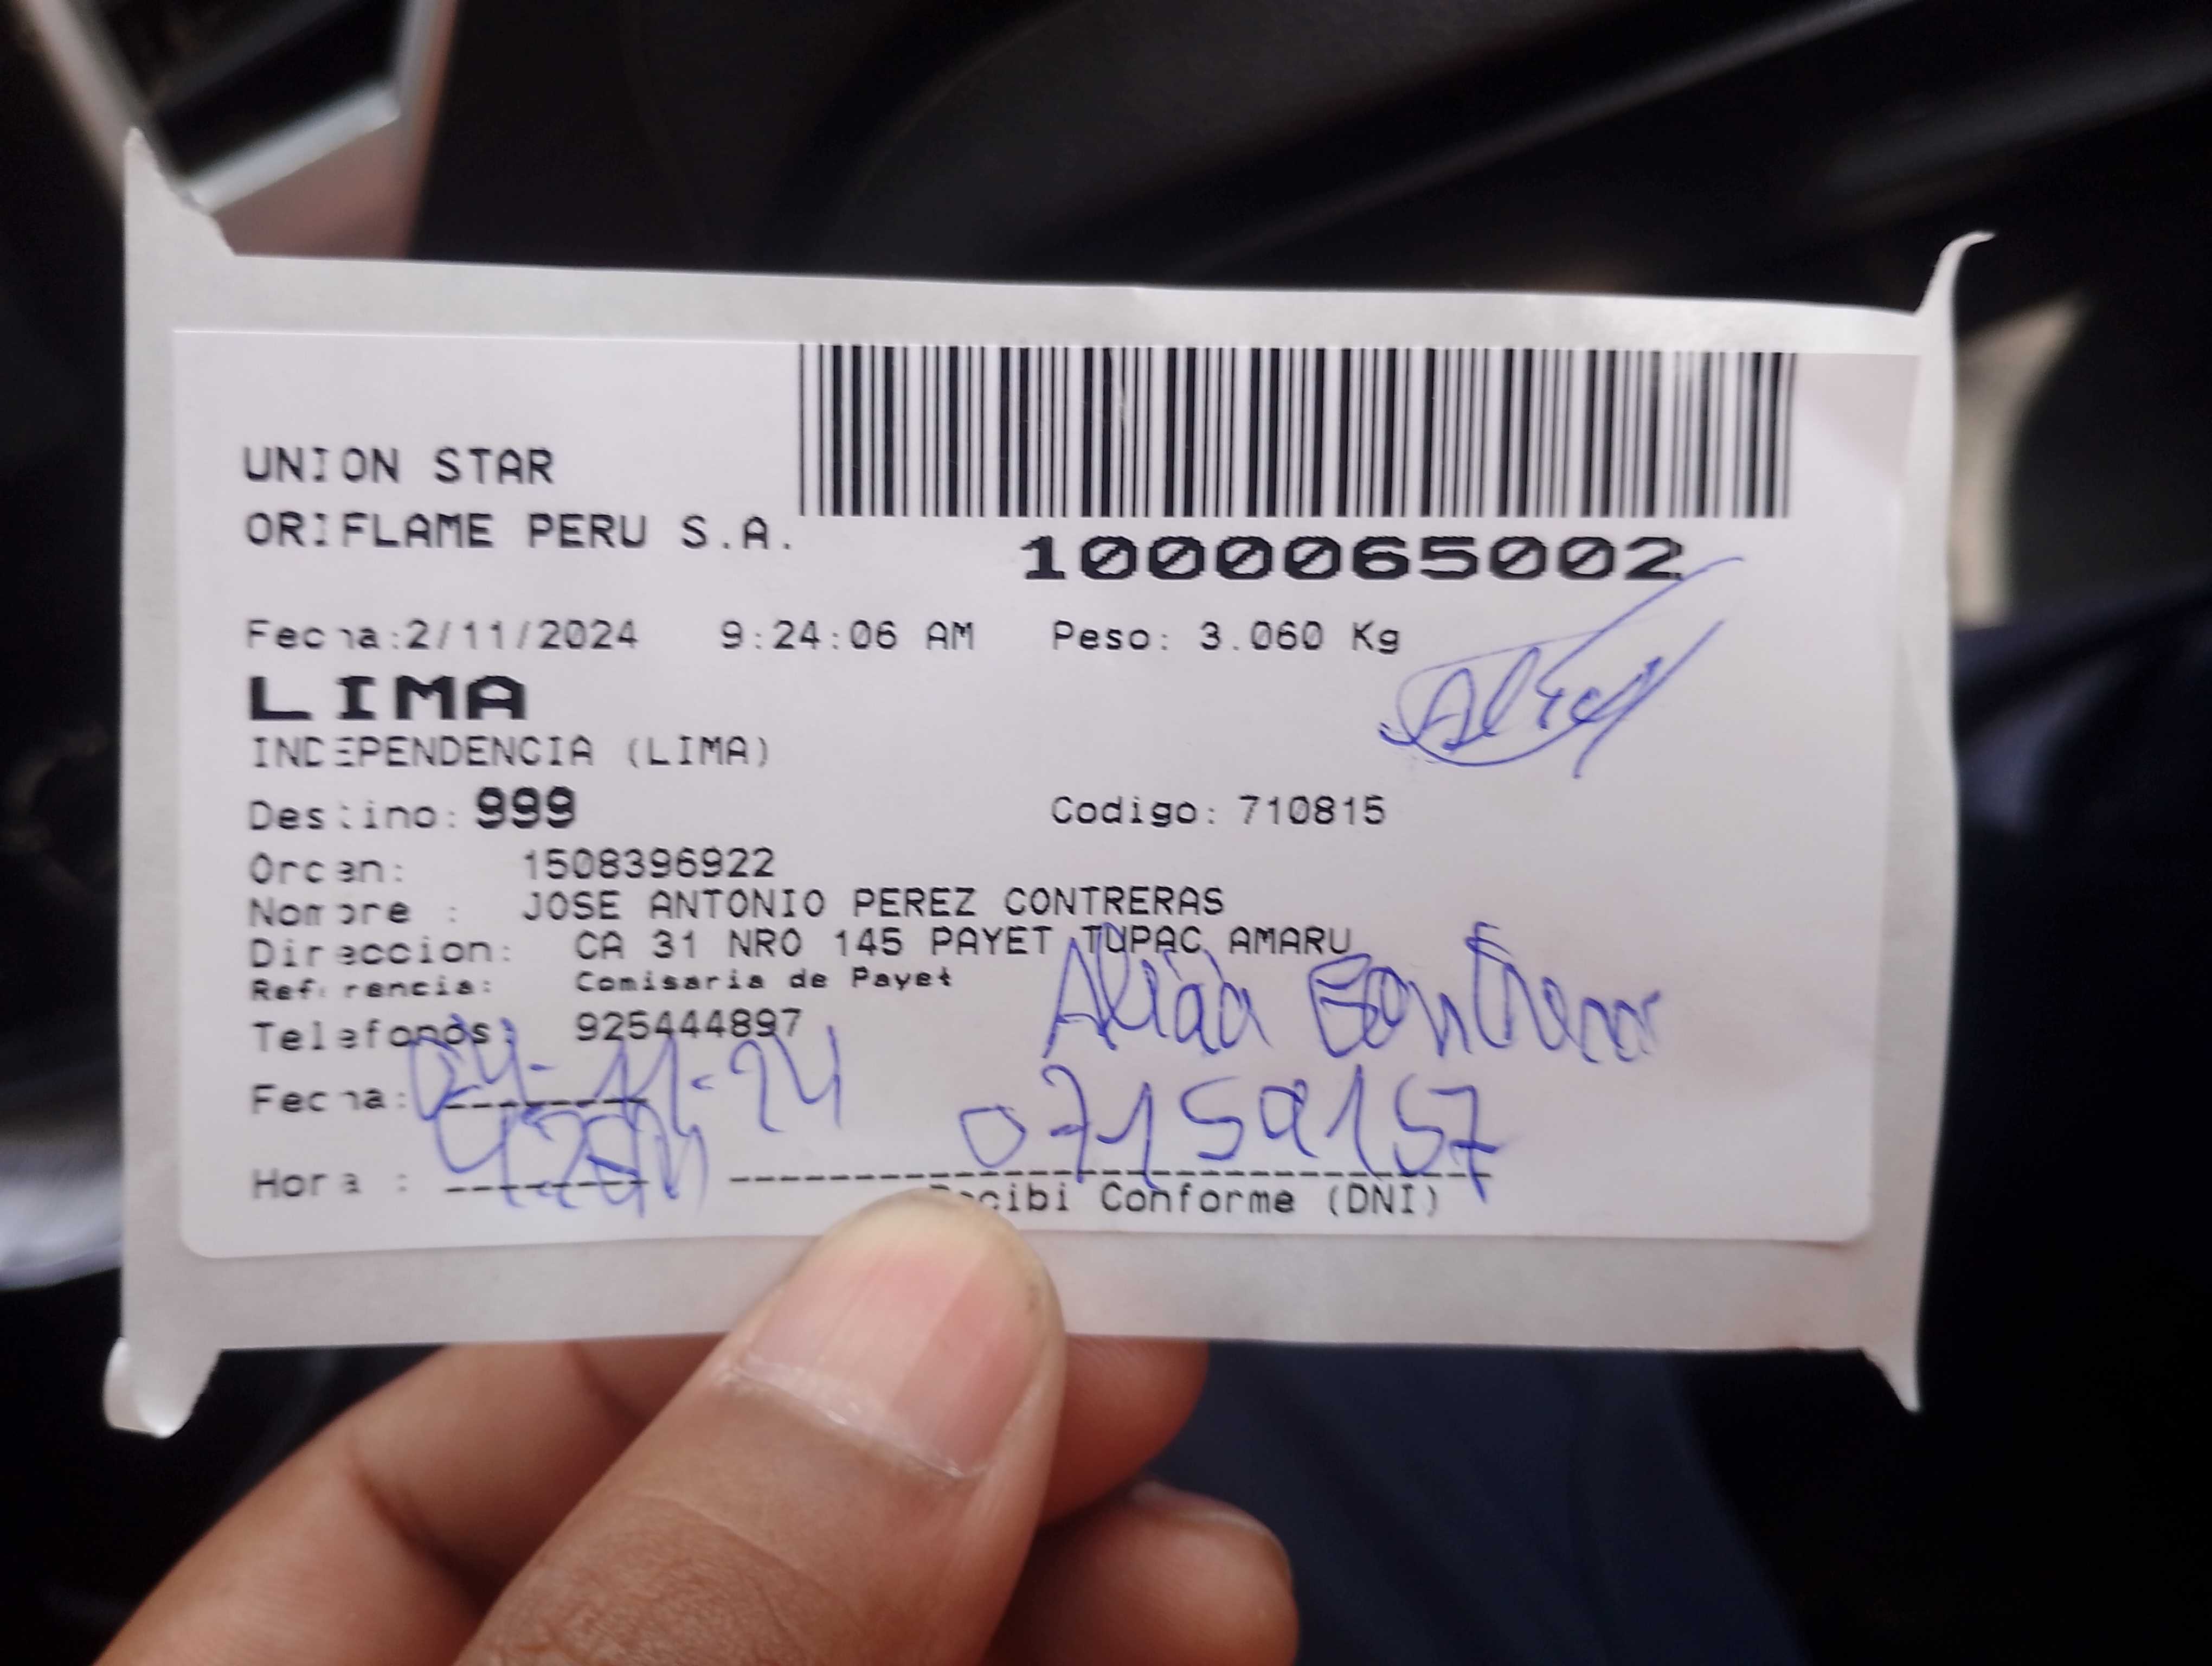 UNION STAR
ORIFLAME PERU S.A.
1000065002
Fecha:2/11/2024 9:24:06 AM Peso: 3.060 Kg
LIMA
INDEPENDENCIA (LIMA)
Destino: 999 Codigo: 710815
Orden: 1508396922
Nombre : JOSE ANTONIO PEREZ CONTRERAS
Direccion: CA 31 NRO 145 PAYET TUPAC AMARU
Referencia: Comisaria de Payet
Telefonos: 925444897
Contreras
Fecha: 04-11-24
07159157
Hora :
Recibi Conforme (DNI)